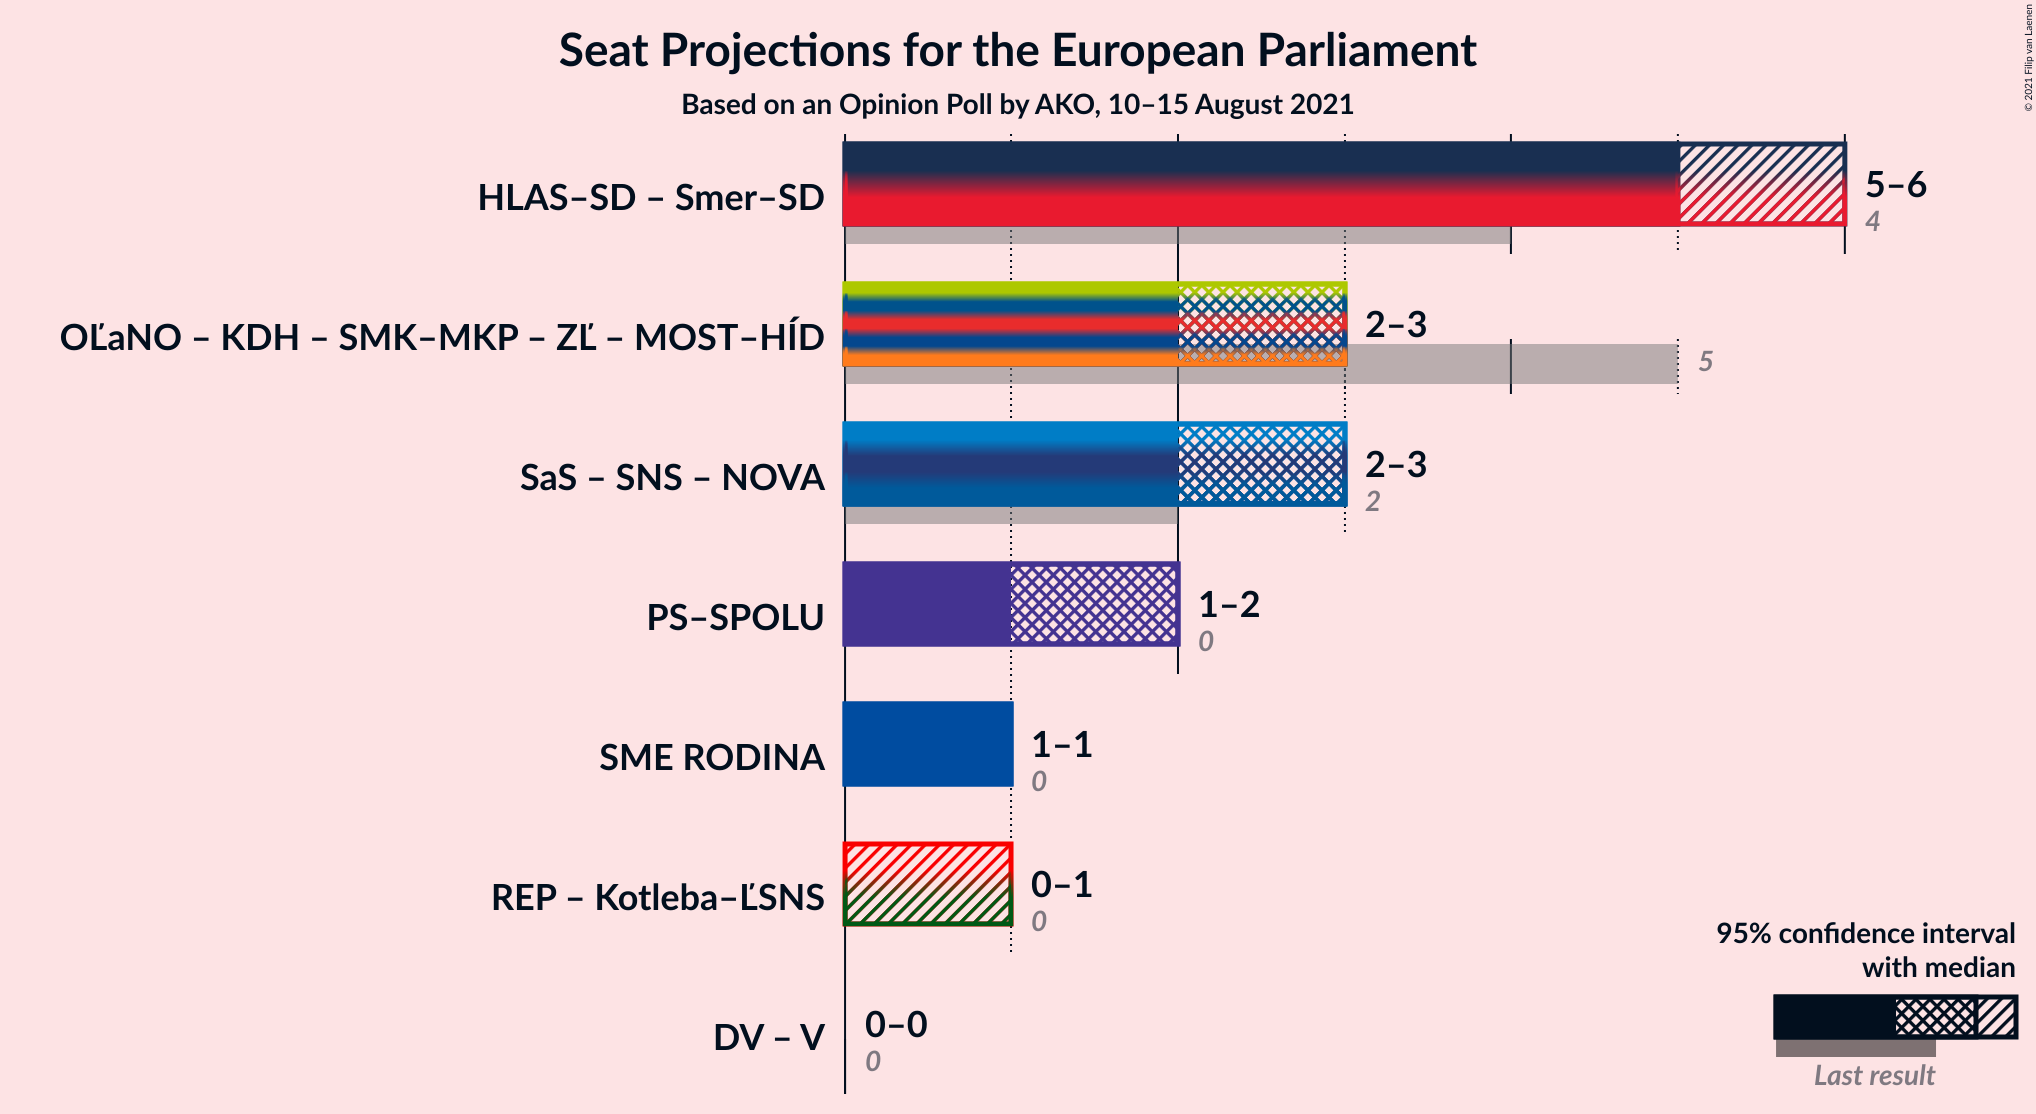 Seat Projections for the European Parliament
Based on an Opinion Poll by AKO, 10–15 August 2021
© 2021 Filip van Laenen
HLAS–SD – Smer–SD
5–6
4
OĽaNO – KDH – SMK–MKP – ZĽ – MOST–HÍD
2–3
5
SaS – SNS – NOVA
2–3
2
PS–SPOLU
1–2
0
SME RODINA
1–1
0
REP – Kotleba–ĽSNS
0–1
0
DV – V
0–0
0
95% confidence interval
with median
Last result